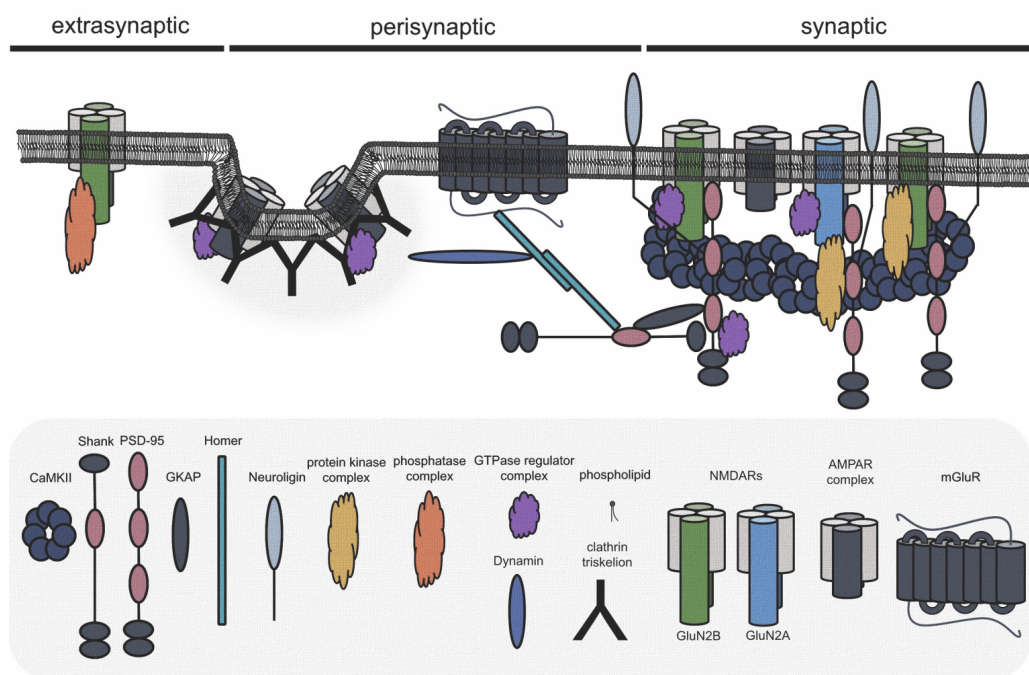 extrasynaptic
perisynaptic
synaptic
CaMKII
Shank
PSD-95
GKAP
Homer
Neuroligin
protein kinase
complex
phosphatase
complex
GTPase regulator
complex
Dynamin
phospholipid
clathrin
triskelion
NMDARs
GluN2B
GluN2A
AMPAR
complex
mGluR